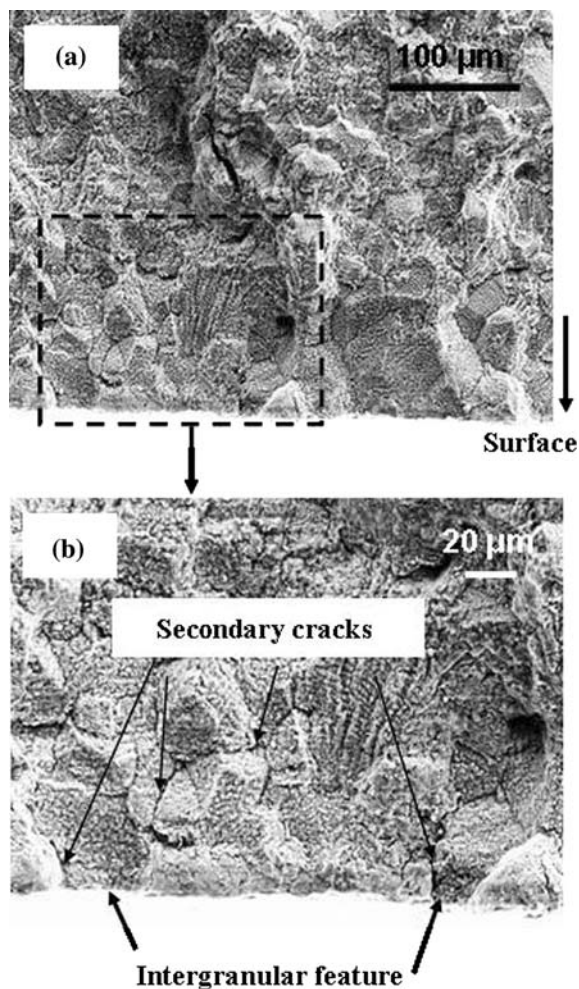 (a)
100 µm
Surface
(b)
20 µm
Secondary cracks
Intergranular feature